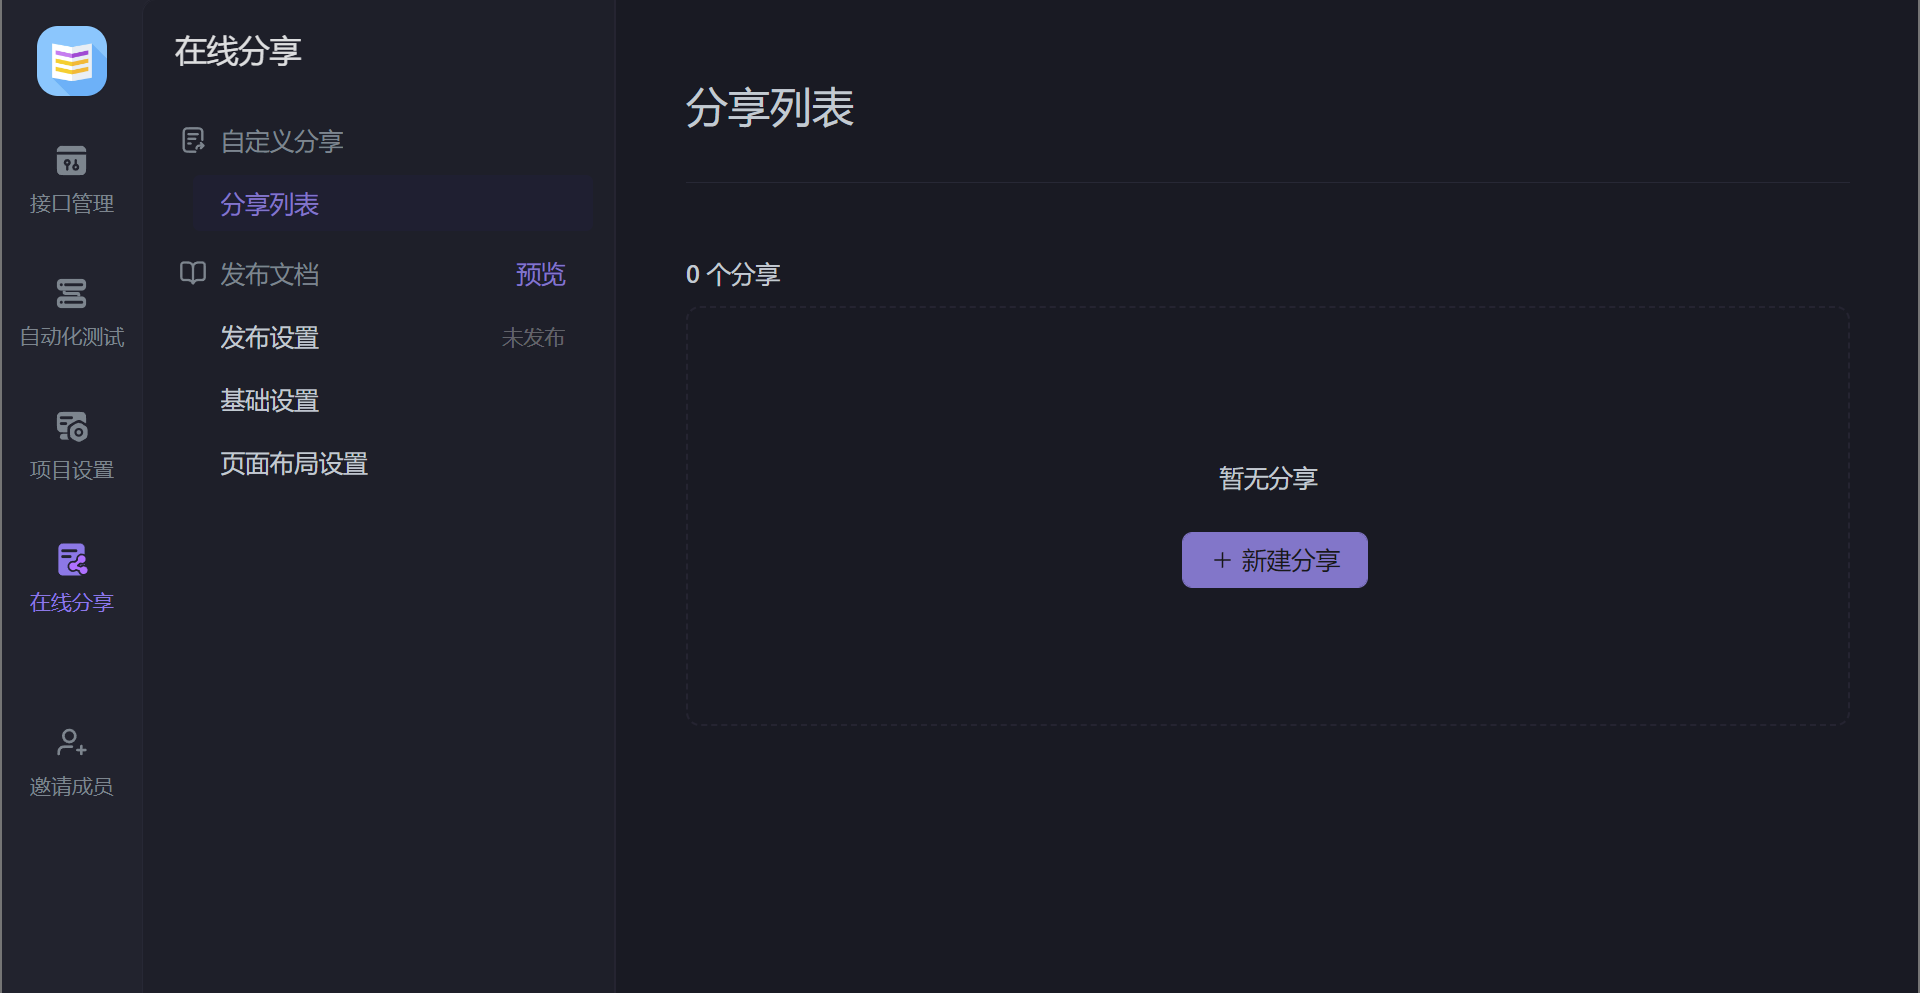 接口管理
自动化测试
项目设置
在线分享
邀请成员
在线分享
自定义分享
分享列表
发布文档 预览
发布设置 未发布
基础设置
页面布局设置
分享列表
0 个分享
暂无分享
+ 新建分享